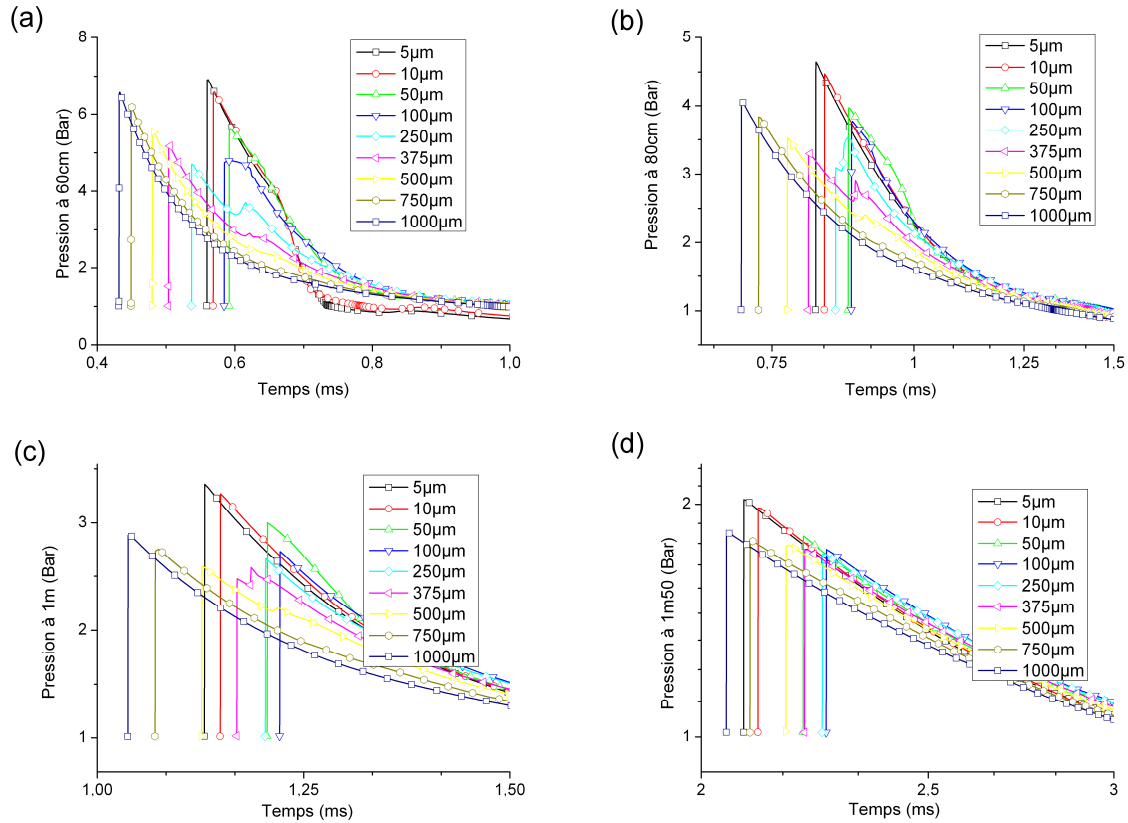 (a)
8
6
4
2
0
Pression à 60cm (Bar)
0,4
0,6
0,8
1,0
Temps (ms)
5µm
10µm
50µm
100µm
250µm
375µm
500µm
750µm
1000µm
(b)
5
4
3
2
1
Pression à 80cm (Bar)
0,75
1
1,25
1,5
Temps (ms)
5µm
10µm
50µm
100µm
250µm
375µm
500µm
750µm
1000µm
(c)
3
2
1
Pression à 1m (Bar)
1,00
1,25
1,50
Temps (ms)
5µm
10µm
50µm
100µm
250µm
375µm
500µm
750µm
1000µm
(d)
2
1
Pression à 1m50 (Bar)
2
2,5
3
Temps (ms)
5µm
10µm
50µm
100µm
250µm
375µm
500µm
750µm
1000µm